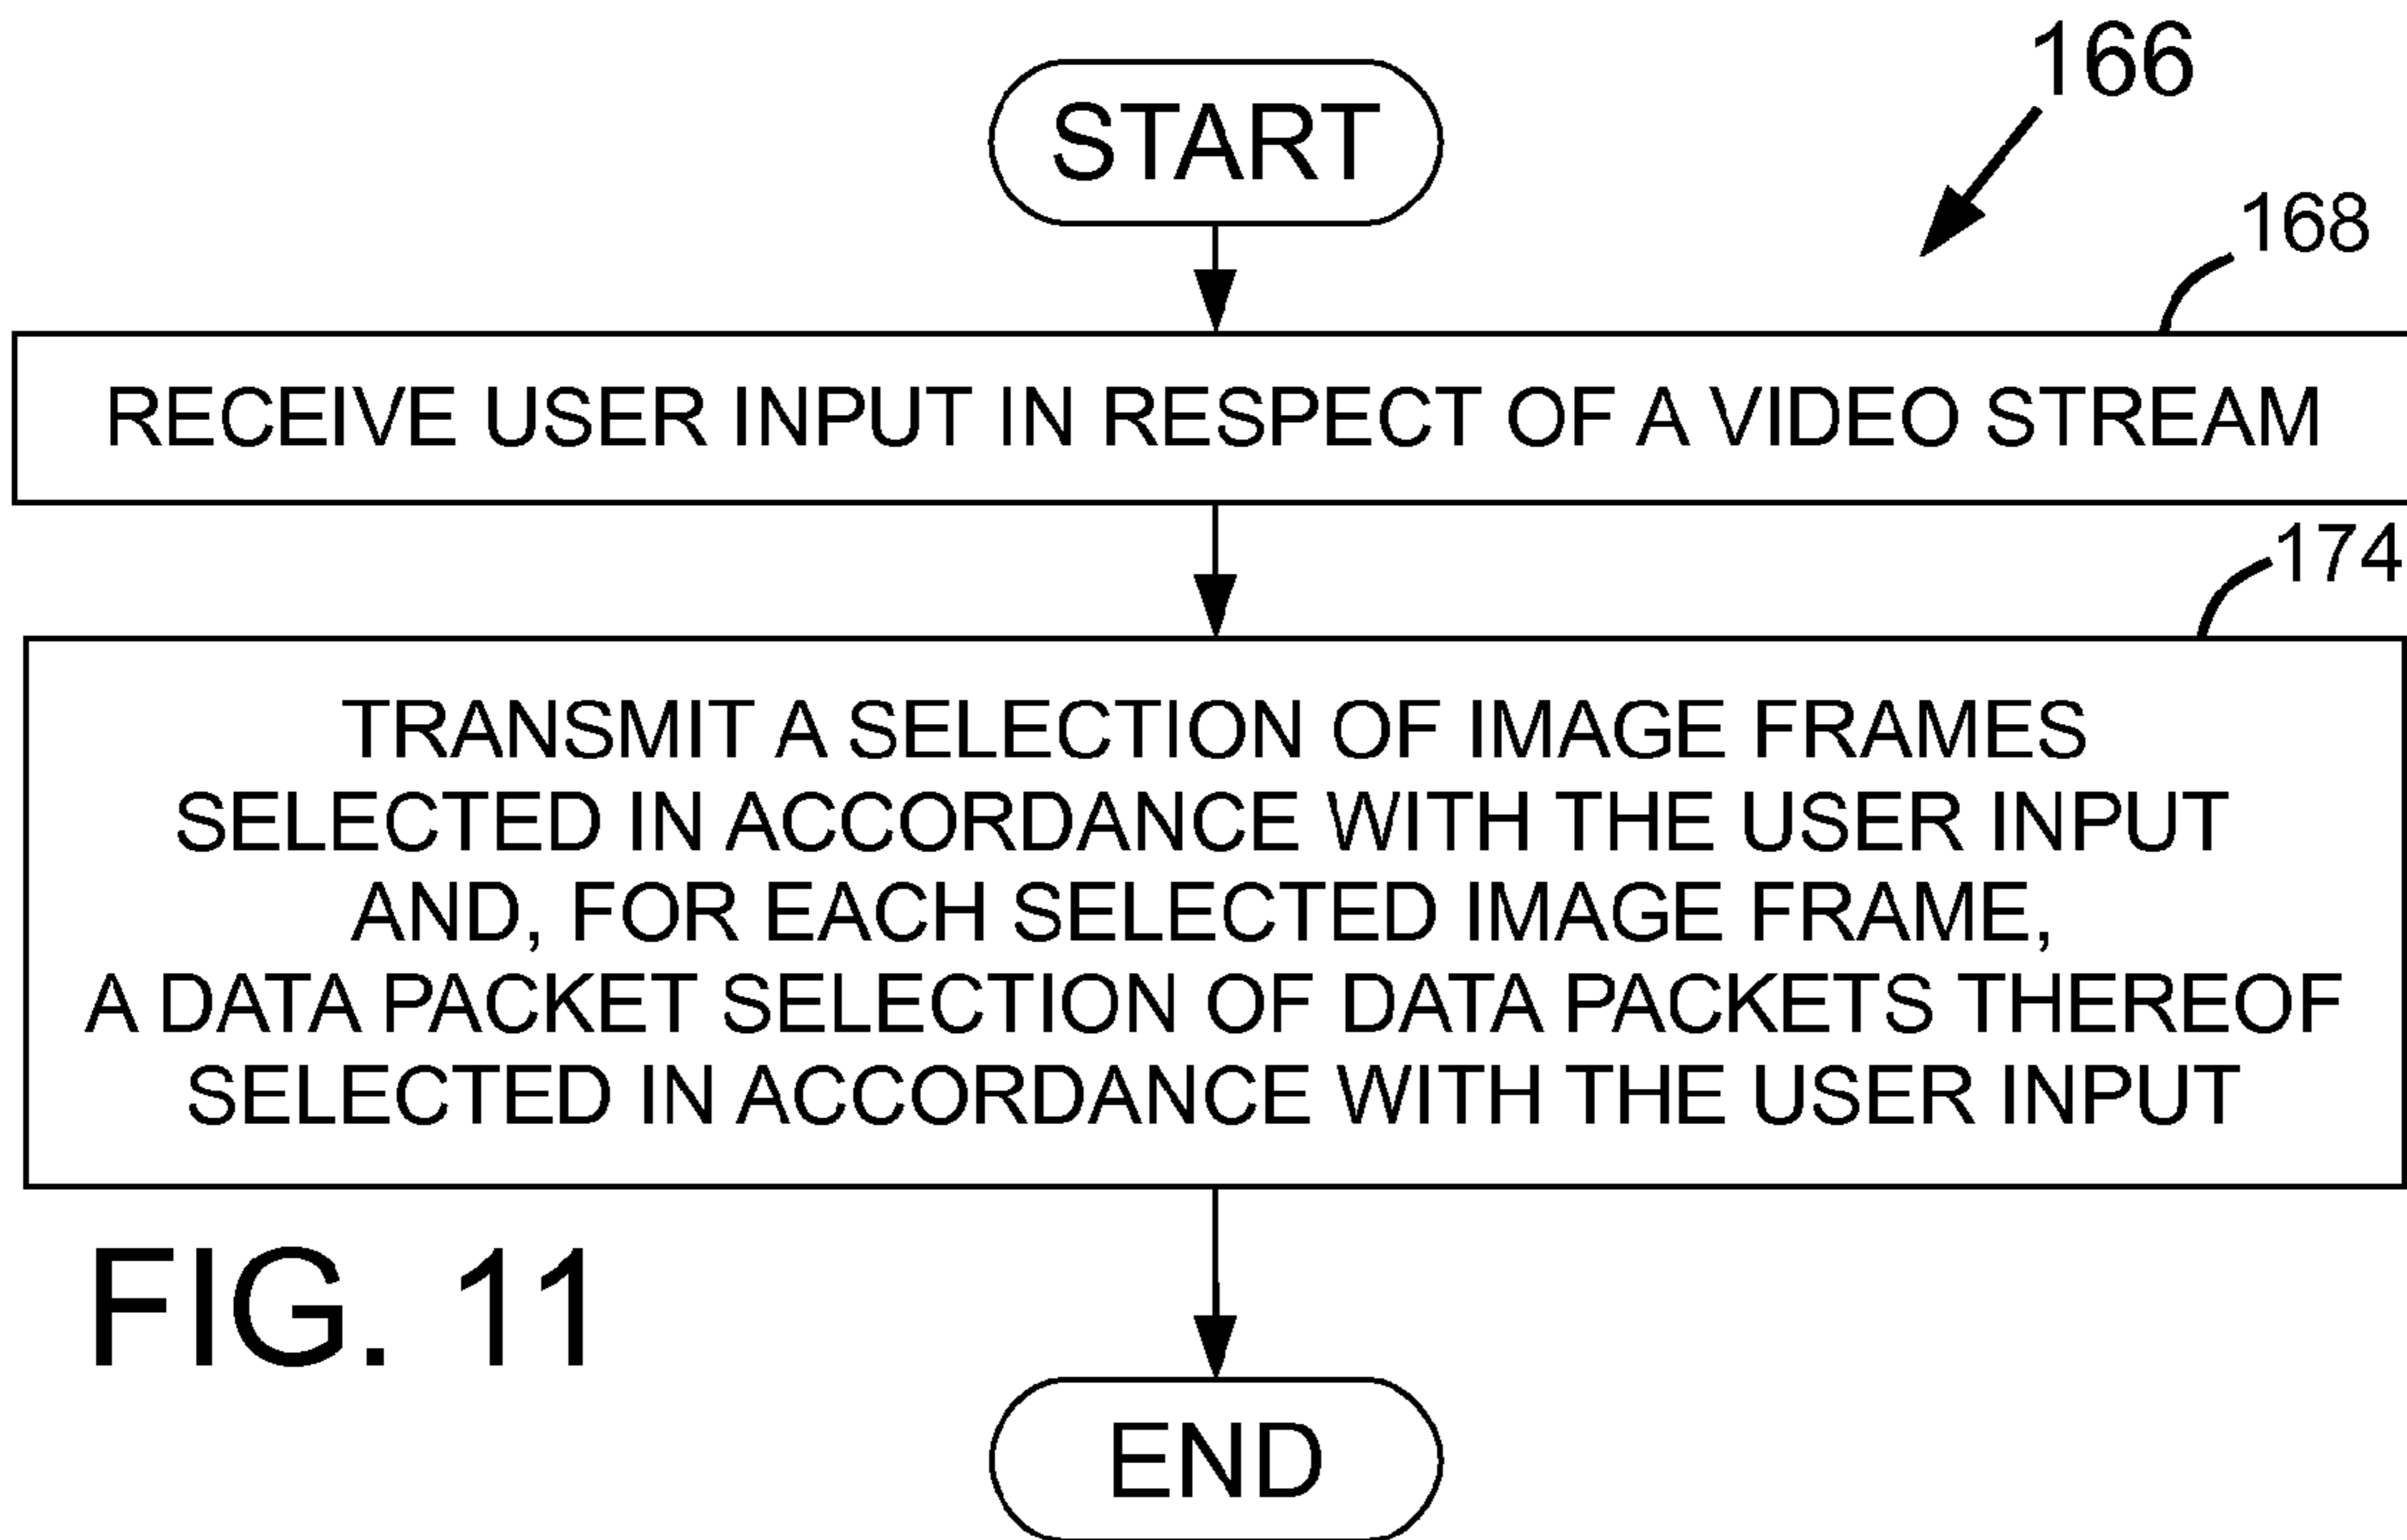 START
166
168
RECEIVE USER INPUT IN RESPECT OF A VIDEO STREAM
174
TRANSMIT A SELECTION OF IMAGE FRAMES
SELECTED IN ACCORDANCE WITH THE USER INPUT
AND, FOR EACH SELECTED IMAGE FRAME,
A DATA PACKET SELECTION OF DATA PACKETS THEREOF
SELECTED IN ACCORDANCE WITH THE USER INPUT
FIG. 11
END